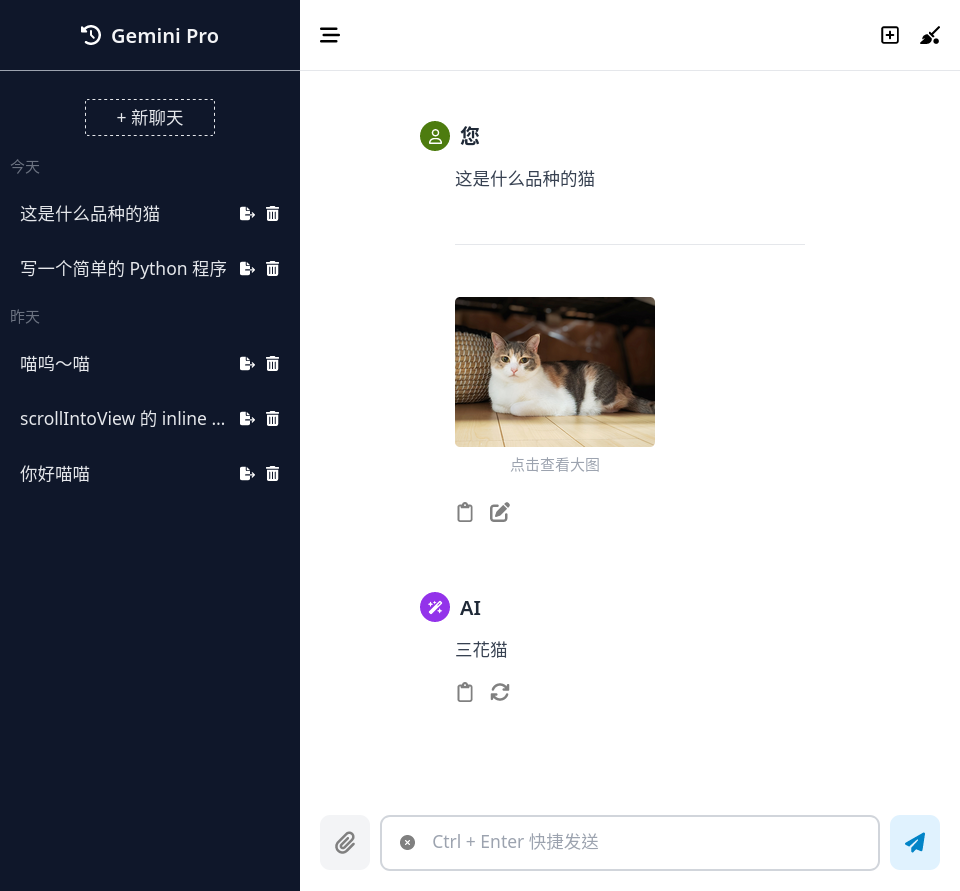 Gemini Pro
+ 新聊天
今天
这是什么品种的猫
写一个简单的 Python 程序
昨天
喵呜～喵
scrollIntoView 的 inline ...
你好喵喵
您
这是什么品种的猫
点击查看大图
AI
三花猫
Ctrl + Enter 快捷发送